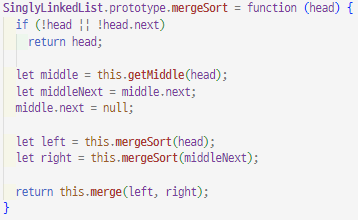 SinglyLinkedList.prototype.mergeSort = function (head) {
  if (!head || !head.next)
    return head;

  let middle = this.getMiddle(head);
  let middleNext = middle.next;
  middle.next = null;

  let left = this.mergeSort(head);
  let right = this.mergeSort(middleNext);

  return this.merge(left, right);
}